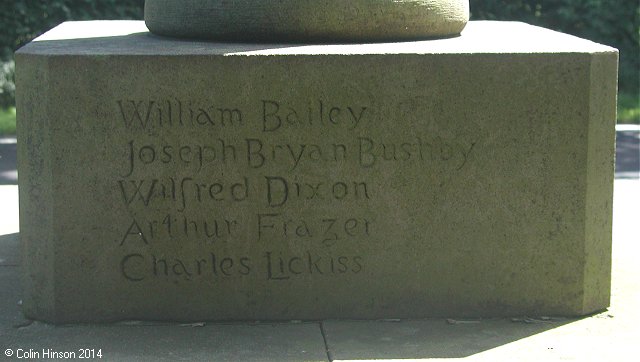 William Bailey
Joseph Bryan Bushby
Wilfred Dixon
Arthur Frazer
Charles Lickiss
©Colin Hinson 2014